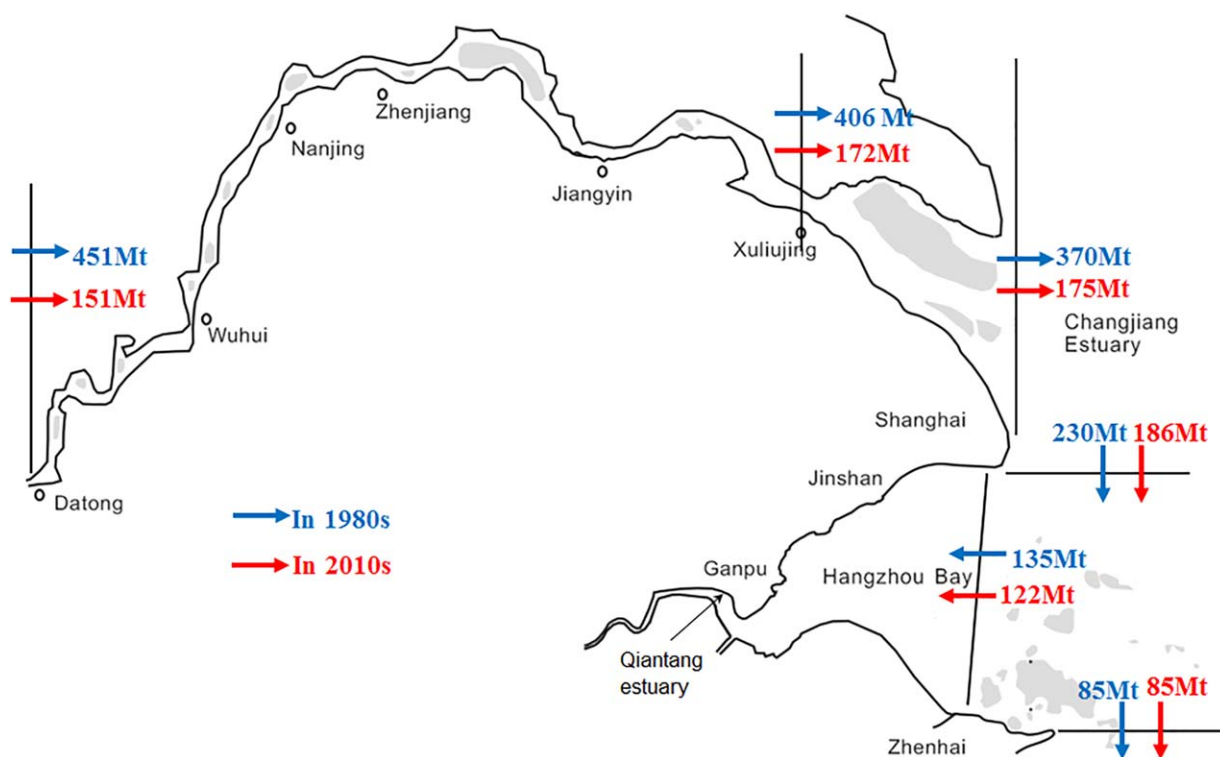 Zhenjiang
Nanjing
406 Mt
172Mt
Jiangyin
Xuliujing
451Mt
151Mt
370Mt
175Mt
Wuhui
Changjiang
Estuary
Shanghai
230Mt
186Mt
Jinshan
Datong
In 1980s
In 2010s
Ganpu
Hangzhou Bay
135Mt
122Mt
Qiantang
estuary
85Mt
85Mt
Zhenhai